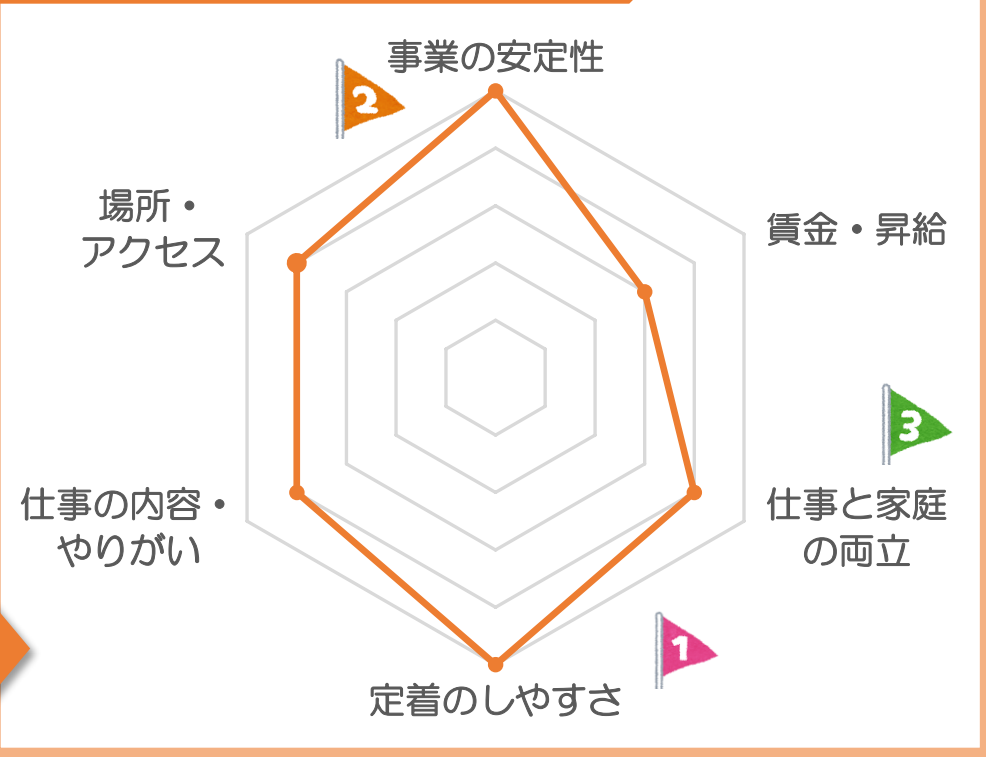 事業の安定性
2
場所・
アクセス
賃金・昇給
3
仕事の内容・
やりがい
仕事と家庭
の両立
1
定着のしやすさ